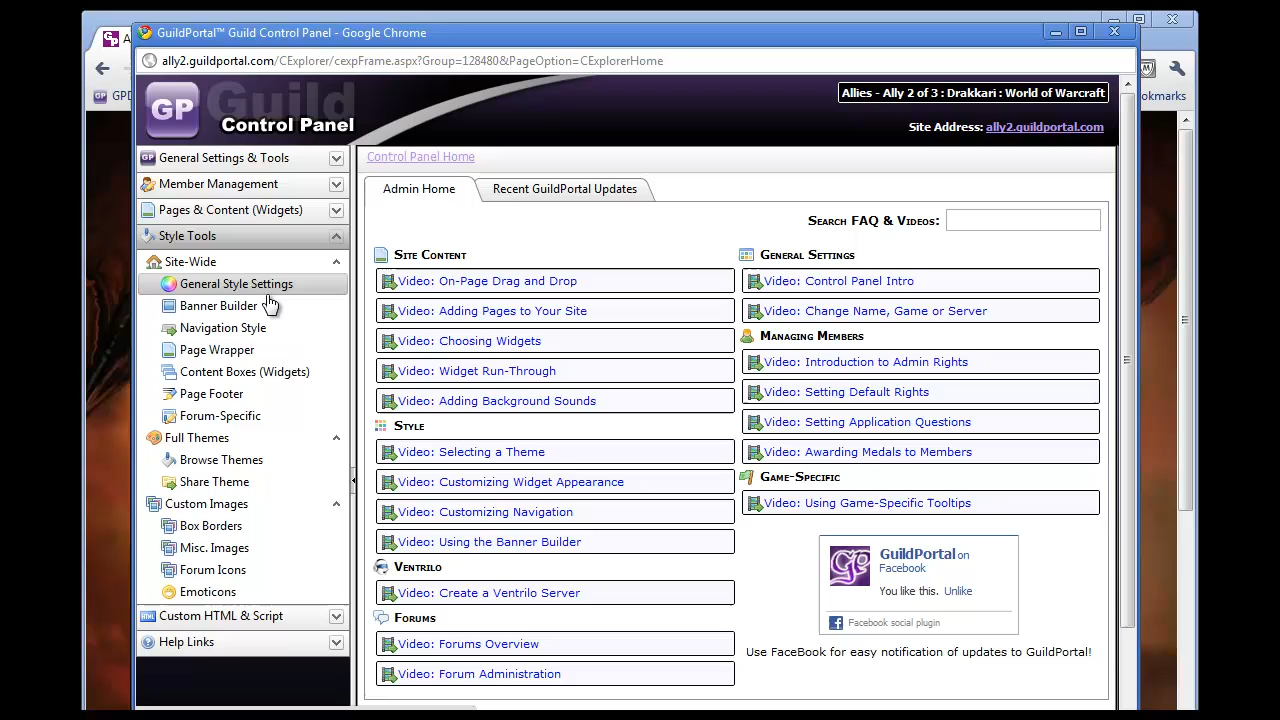 GuildPortal™ Guild Control Panel - Google Chrome
ally2.guildportal.com/CExplorer/cexpFrame.aspx?Group=128480&PageOption=CExplorerHome
GPD
okmarks
GP
Guild
Control Panel
Allies - Ally 2 of 3 : Drakkari : World of Warcraft
Site Address: ally2.guildportal.com
General Settings & Tools
Member Management
Pages & Content (Widgets)
Style Tools
Site-Wide
General Style Settings
Banner Builder
Navigation Style
Page Wrapper
Content Boxes (Widgets)
Page Footer
Forum-Specific
Full Themes
Browse Themes
Share Theme
Custom Images
Box Borders
Misc. Images
Forum Icons
Emoticons
Custom HTML & Script
Help Links
Control Panel Home
Admin Home
Recent GuildPortal Updates
Search FAQ & Videos:
Site Content
Video: On-Page Drag and Drop
Video: Adding Pages to Your Site
Video: Choosing Widgets
Video: Widget Run-Through
Video: Adding Background Sounds
Style
Video: Selecting a Theme
Video: Customizing Widget Appearance
Video: Customizing Navigation
Video: Using the Banner Builder
Ventrilo
Video: Create a Ventrilo Server
Forums
Video: Forums Overview
Video: Forum Administration
General Settings
Video: Control Panel Intro
Video: Change Name, Game or Server
Managing Members
Video: Introduction to Admin Rights
Video: Setting Default Rights
Video: Setting Application Questions
Video: Awarding Medals to Members
Game-Specific
Video: Using Game-Specific Tooltips
GuildPortal on
Facebook
You like this. Unlike
Facebook social plugin
Use FaceBook for easy notification of updates to GuildPortal!